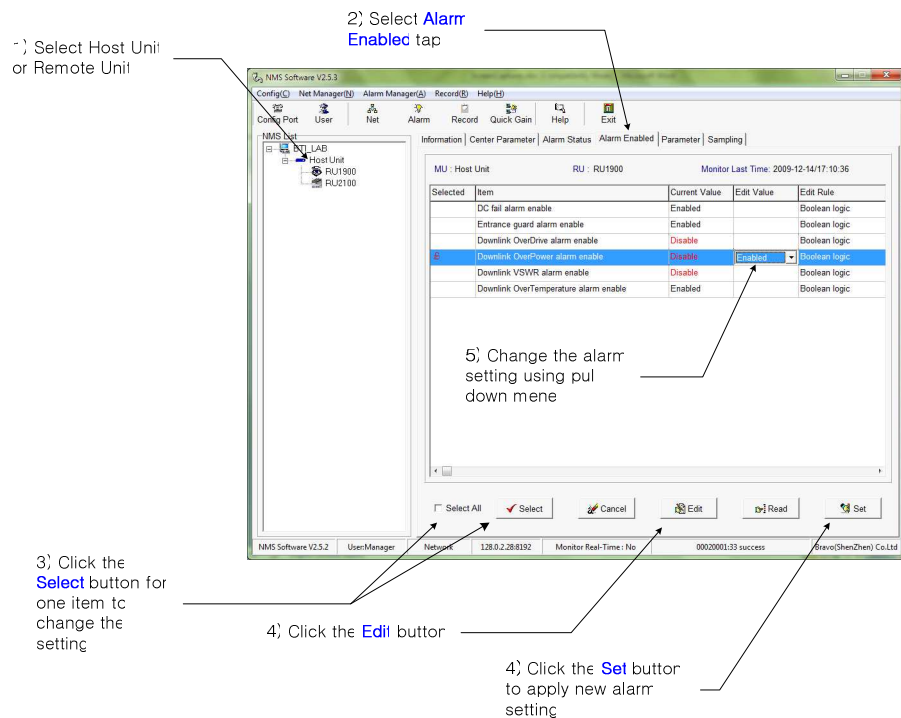 2) Select Alarm
Enabled tap
1) Select Host Unit
or Remote Unit
NMS Software V2.5.3
Config(C) Net Manager(N) Alarm Manager(A) Record(R) Help(H)
Config Port User Net Alarm Record Quick Gain Help Exit
NMS List
BTI_LAB
Host Unit
RU1900
RU2100
Information Center Parameter Alarm Status Alarm Enabled Parameter Sampling
MU : Host Unit RU : RU1900 Monitor Last Time: 2009-12-14/17:10:36
Selected Item Current Value Edit Value Edit Rule
DC fail alarm enable Enabled Boolean logic
Entrance guard alarm enable Enabled Boolean logic
Downlink OverDrive alarm enable Disable Boolean logic
E Downlink OverPower alarm enable Disable Enabled Boolean logic
Downlink VSWR alarm enable Disable Boolean logic
Downlink OverTemperature alarm enable Enabled Boolean logic
5) Change the alarm
setting using pul
down mene
Select All Select Cancel Edit Read Set
NMS Software V2.5.2 User:Manager Network 128.0.2.28:8192 Monitor Real-Time : No 00020001:33 success Bravo(ShenZhen) Co.Ltd
3) Click the
Select button for
one item to
change the
setting
4) Click the Edit button
4) Click the Set button
to apply new alarm
setting